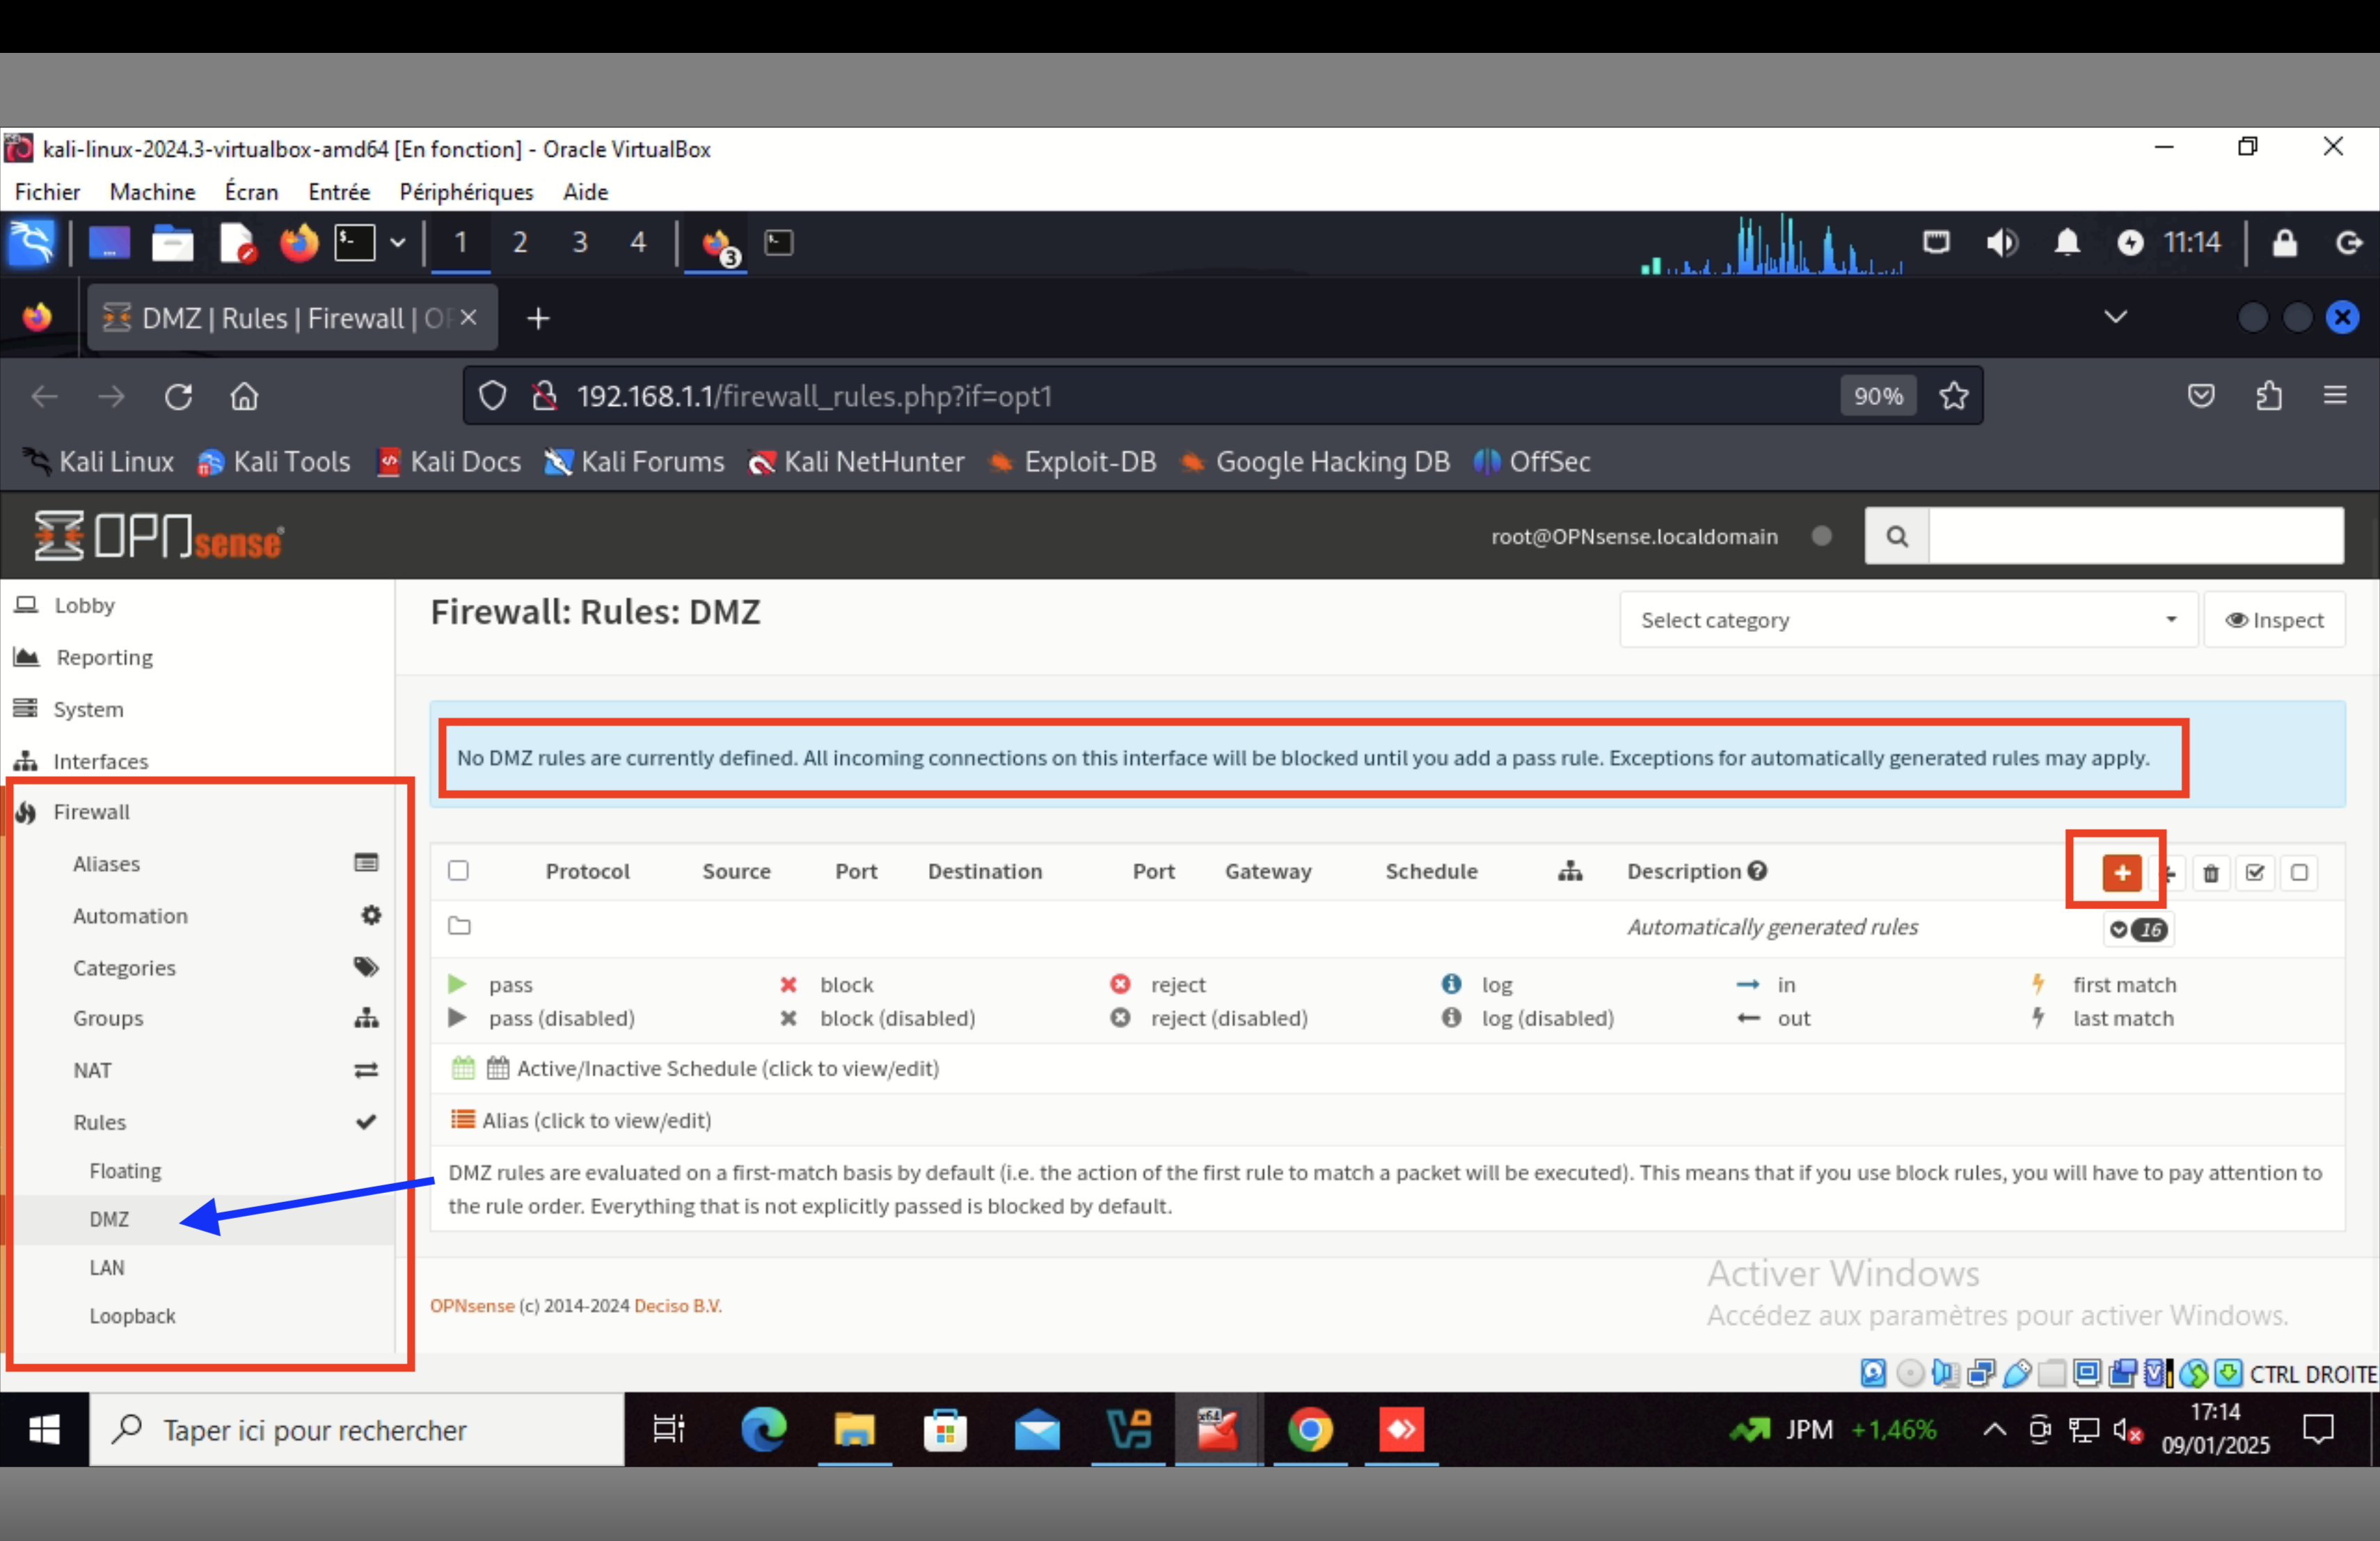 kali-linux-2024.3-virtualbox-amd64 [En fonction] - Oracle VirtualBox
Fichier Machine Écran Entrée Périphériques Aide
1 2 3 4 3 11:14
DMZ | Rules | Firewall |
192.168.1.1/firewall_rules.php?if=opt1 90%
Kali Linux Kali Tools Kali Docs Kali Forums Kali NetHunter Exploit-DB Google Hacking DB OffSec
OPNsense root@OPNsense.localdomain
Lobby
Reporting
System
Interfaces
Firewall
Aliases
Automation
Categories
Groups
NAT
Rules
Floating
DMZ
LAN
Loopback
Firewall: Rules: DMZ
Select category Inspect
No DMZ rules are currently defined. All incoming connections on this interface will be blocked until you add a pass rule. Exceptions for automatically generated rules may apply.
Protocol Source Port Destination Port Gateway Schedule Description
Automatically generated rules 16
pass block reject log in first match
pass (disabled) block (disabled) reject (disabled) log (disabled) out last match
Active/Inactive Schedule (click to view/edit)
Alias (click to view/edit)
DMZ rules are evaluated on a first-match basis by default (i.e. the action of the first rule to match a packet will be executed). This means that if you use block rules, you will have to pay attention to
the rule order. Everything that is not explicitly passed is blocked by default.
OPNsense (c) 2014-2024 Deciso B.V.
Activer Windows
Accédez aux paramètres pour activer Windows.
CTRL DROITE
Taper ici pour rechercher
JPM +1,46%
17:14
09/01/2025